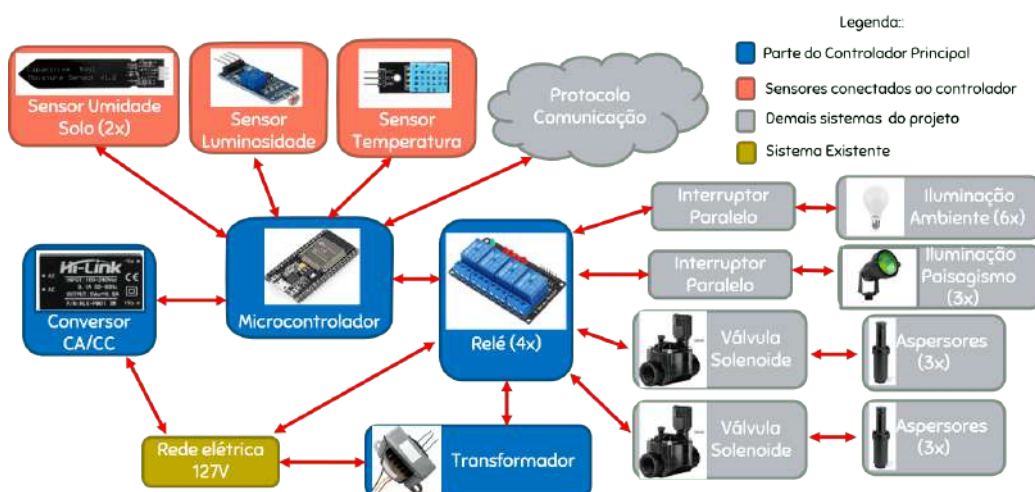 Legenda::
Parte do Controlador Principal
Sensores conectados ao controlador
Demais sistemas do projeto
Sistema Existente
Sensor Umidade
Solo (2x)
Sensor
Luminosidade
Sensor
Temperatura
Protocolo
Comunicação
Interruptor
Paralelo
Iluminação
Ambiente (6x)
Interruptor
Paralelo
Iluminação
Paisagismo
(3x)
Hi-Link
Conversor
CA/CC
Microcontrolador
Relé (4x)
Válvula
Solenoide
Aspersores
(3x)
Válvula
Solenoide
Aspersores
(3x)
Rede elétrica
127V
Transformador